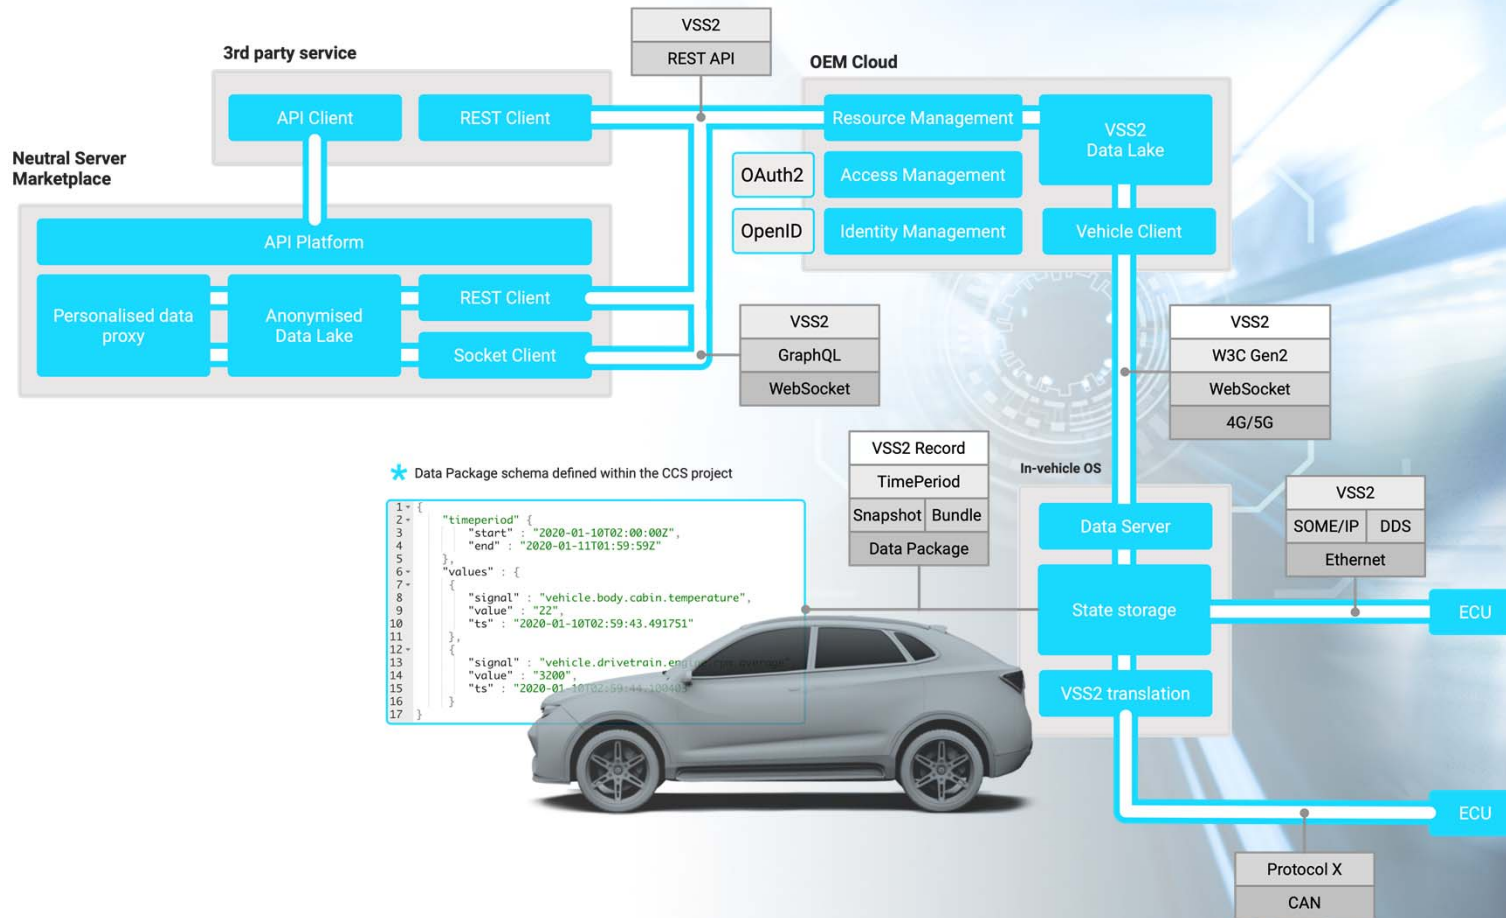 3rd party service
API Client
REST Client
VSS2
REST API
OEM Cloud
Resource Management
VSS2
Data Lake
OAuth2
Access Management
OpenID
Identity Management
Vehicle Client
Neutral Server
Marketplace
API Platform
Personalised data
proxy
Anonymised
Data Lake
REST Client
Socket Client
VSS2
GraphQL
WebSocket
VSS2
W3C Gen2
WebSocket
4G/5G
* Data Package schema defined within the CCS project
1 {
2 "timeperiod" {
3 "start" : "2020-01-10T02:00:00Z",
4 "end" : "2020-01-11T01:59:59Z"
5 },
6 "values" : {
7 {
8 "signal" : "vehicle.body.cabin.temperature",
9 "value" : "22",
10 "ts" : "2020-01-10T02:59:43.491751"
11 },
12 {
13 "signal" : "vehicle.drivetrain.engine.rpm.average",
14 "value" : "3200",
15 "ts" : "2020-01-10T02:59:44.100403"
16 }
17 }
VSS2 Record
TimePeriod
Snapshot Bundle
Data Package
In-vehicle OS
Data Server
State storage
VSS2 translation
VSS2
SOME/IP DDS
Ethernet
ECU
ECU
Protocol X
CAN